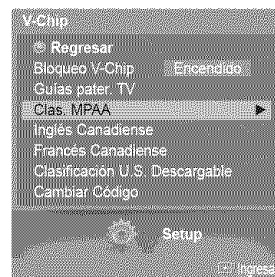 V-Chip
Regresar
Bloqueo V-Chip Encendido
Guías pater. TV
Clas. MPAA
Inglés Canadiense
Francés Canadiense
Clasificación U.S. Descargable
Cambiar Código
Setup
Ingresa